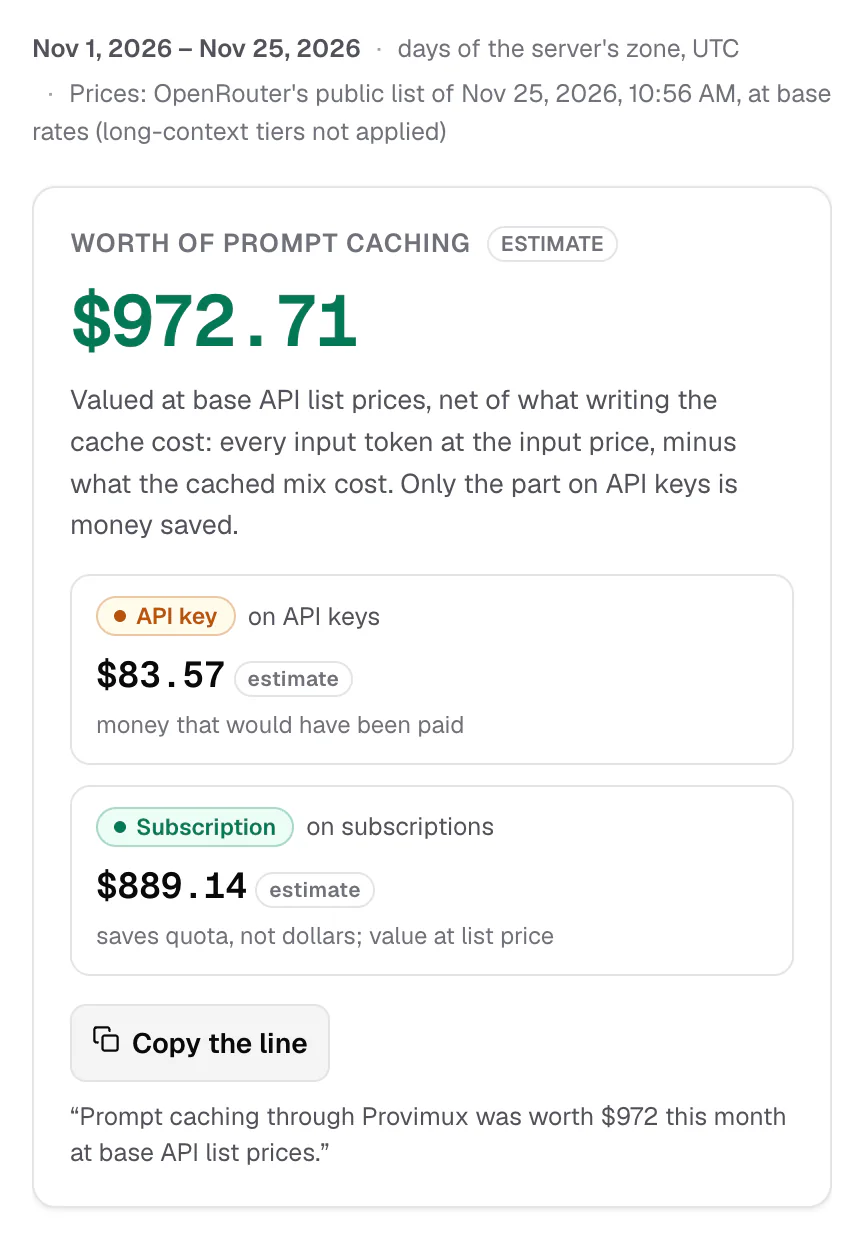 Nov 1, 2026 – Nov 25, 2026 · days of the server's zone, UTC
· Prices: OpenRouter's public list of Nov 25, 2026, 10:56 AM, at base
rates (long-context tiers not applied)
WORTH OF PROMPT CACHING ESTIMATE
$972.71
Valued at base API list prices, net of what writing the
cache cost: every input token at the input price, minus
what the cached mix cost. Only the part on API keys is
money saved.
API key on API keys
$83.57 estimate
money that would have been paid
Subscription on subscriptions
$889.14 estimate
saves quota, not dollars; value at list price
Copy the line
“Prompt caching through Provimux was worth $972 this month
at base API list prices.”